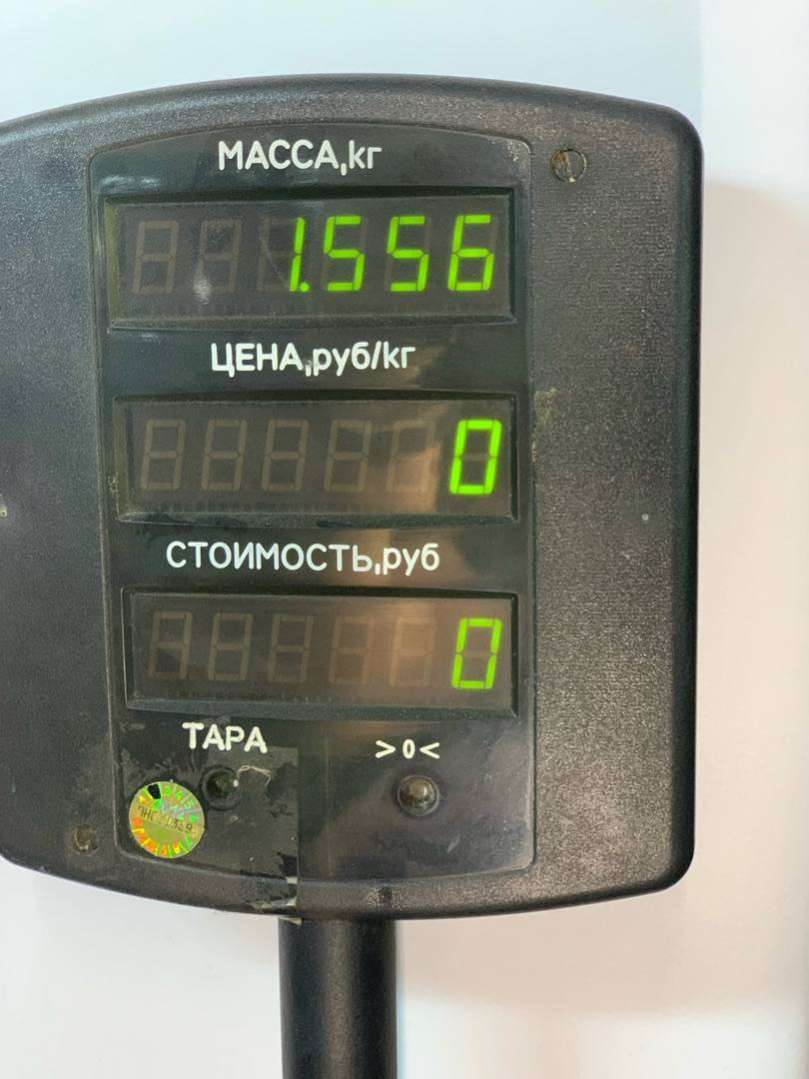 МАССА,кг
1.556
ЦЕНА,руб/кг
0
СТОИМОСТЬ,руб
0
ТАРА >0<